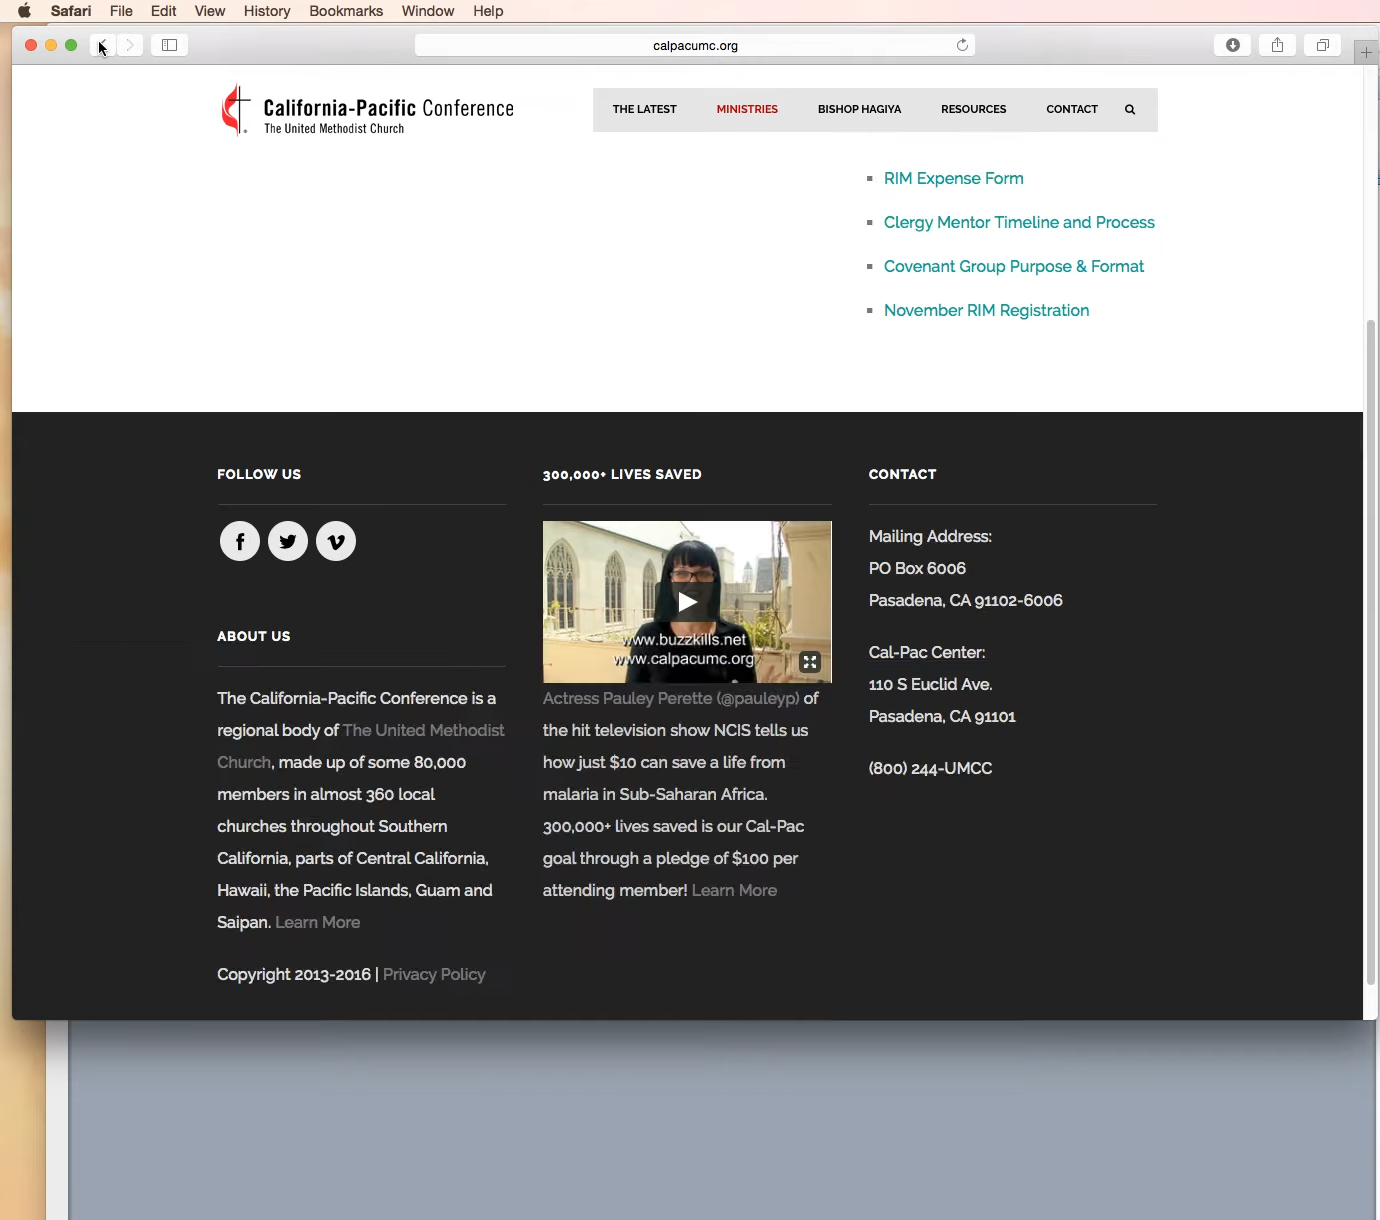 Safari File Edit View History Bookmarks Window Help
calpacumc.org
California-Pacific Conference
The United Methodist Church
THE LATEST MINISTRIES BISHOP HAGIYA RESOURCES CONTACT
RIM Expense Form
Clergy Mentor Timeline and Process
Covenant Group Purpose & Format
November RIM Registration
FOLLOW US
ABOUT US
The California-Pacific Conference is a
regional body of The United Methodist
Church, made up of some 80,000
members in almost 360 local
churches throughout Southern
California, parts of Central California,
Hawaii, the Pacific Islands, Guam and
Saipan. Learn More
Copyright 2013-2016 | Privacy Policy
300,000+ LIVES SAVED
www.buzzkills.net
www.calpacumc.org
Actress Pauley Perette (@pauleyp) of
the hit television show NCIS tells us
how just $10 can save a life from
malaria in Sub-Saharan Africa.
300,000+ lives saved is our Cal-Pac
goal through a pledge of $100 per
attending member! Learn More
CONTACT
Mailing Address:
PO Box 6006
Pasadena, CA 91102-6006
Cal-Pac Center:
110 S Euclid Ave.
Pasadena, CA 91101
(800) 244-UMCC